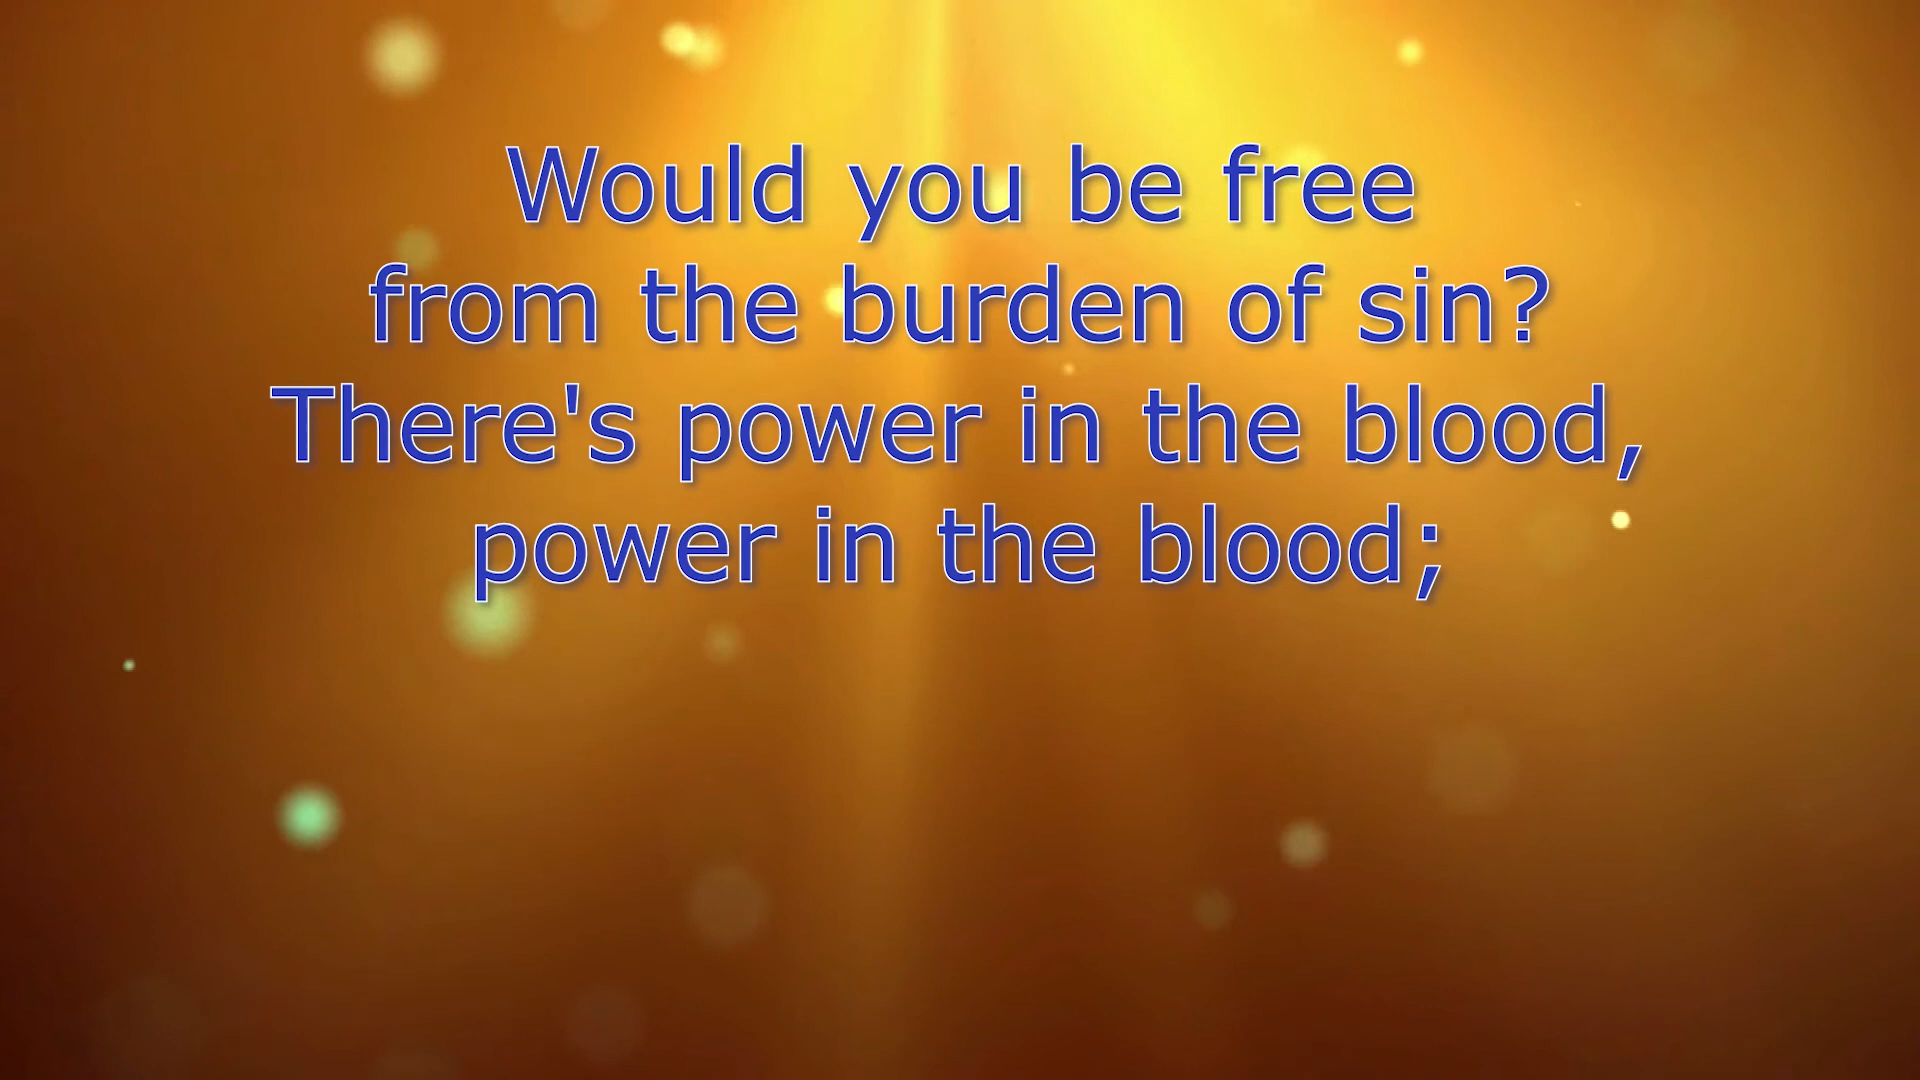 Would you be free
from the burden of sin?
There's power in the blood,
power in the blood;